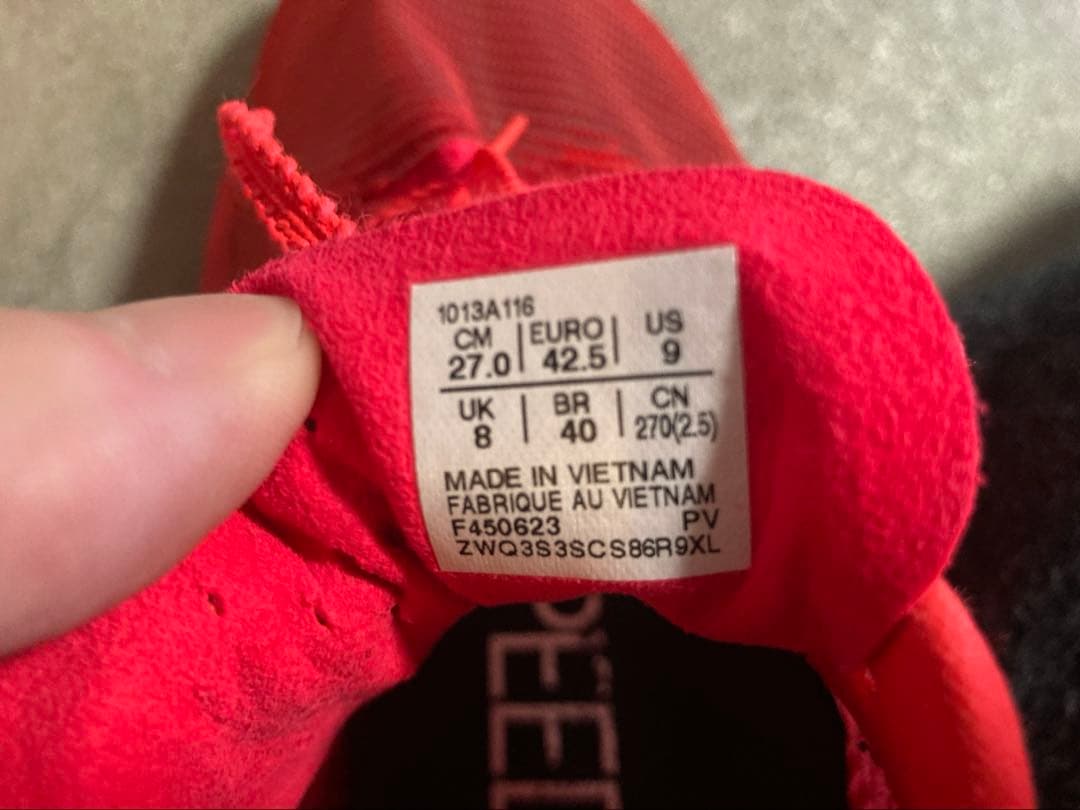 1013A116
CM | EURO | US
27.0 | 42.5 | 9
UK | BR | CN
8 | 40 | 270(2.5)
MADE IN VIETNAM
FABRIQUE AU VIETNAM
F450623 PV
ZWQ3S3SCS86R9XL